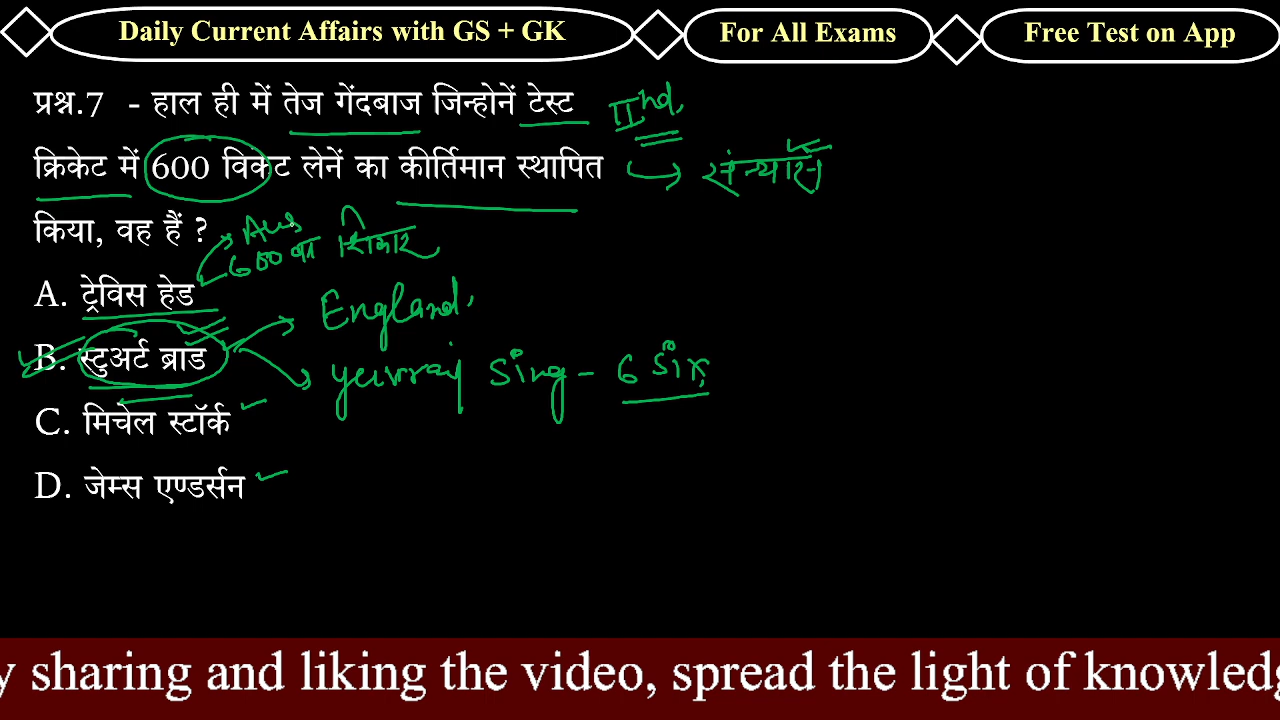 Daily Current Affairs with GS + GK
For All Exams
Free Test on App
प्रश्न.7 - हाल ही में तेज गेंदबाज जिन्होनें टेस्ट
IInd.
क्रिकेट में 600 विकेट लेनें का कीर्तिमान स्थापित
संन्यास
किया, वह हैं ?
Aus
600 वा शिकार
A. ट्रेविस हेड
England.
B. स्टुअर्ट ब्राड
yuvraj Sing - 6 Six
C. मिचेल स्टॉर्क
D. जेम्स एण्डर्सन
y sharing and liking the video, spread the light of knowledg